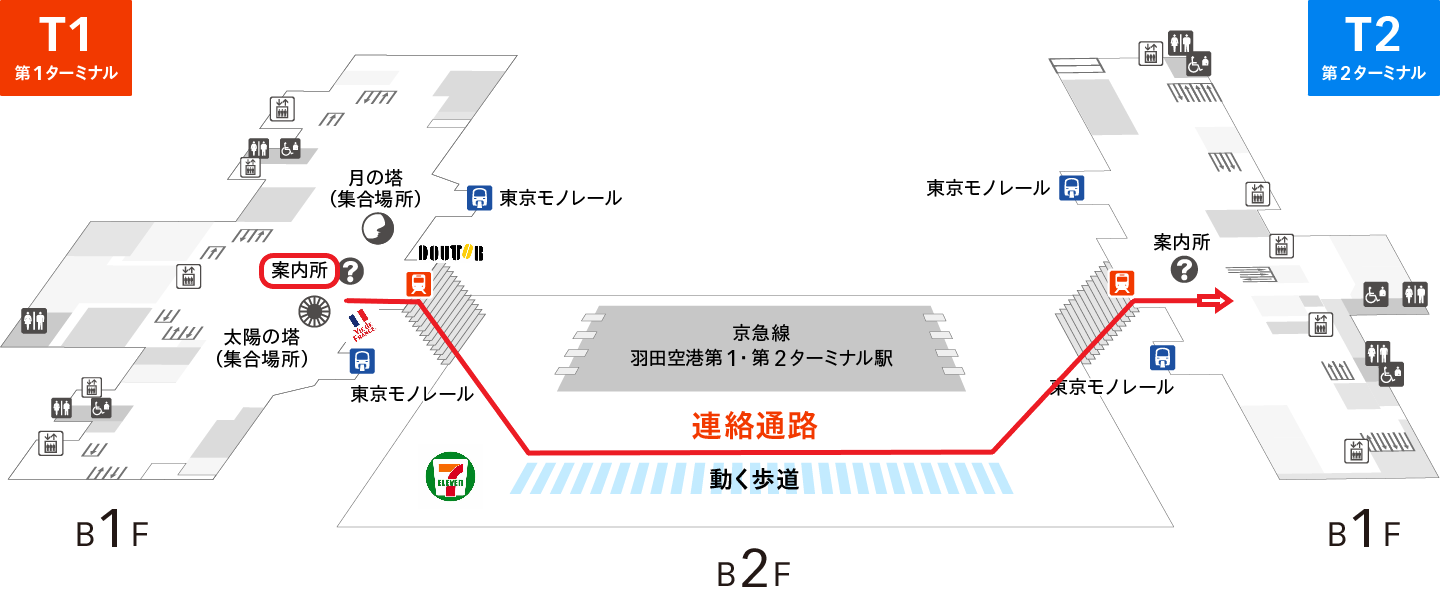 T1
第1ターミナル
T2
第2ターミナル
月の塔
（集合場所）
東京モノレール
東京モノレール
DOUTOR
案内所
?
案内所
?
太陽の塔
（集合場所）
Vie de
FRANCE
東京モノレール
京急線
羽田空港第1・第2ターミナル駅
東京モノレール
連絡通路
7
ELEVEN
動く歩道
B1F
B2F
B1F